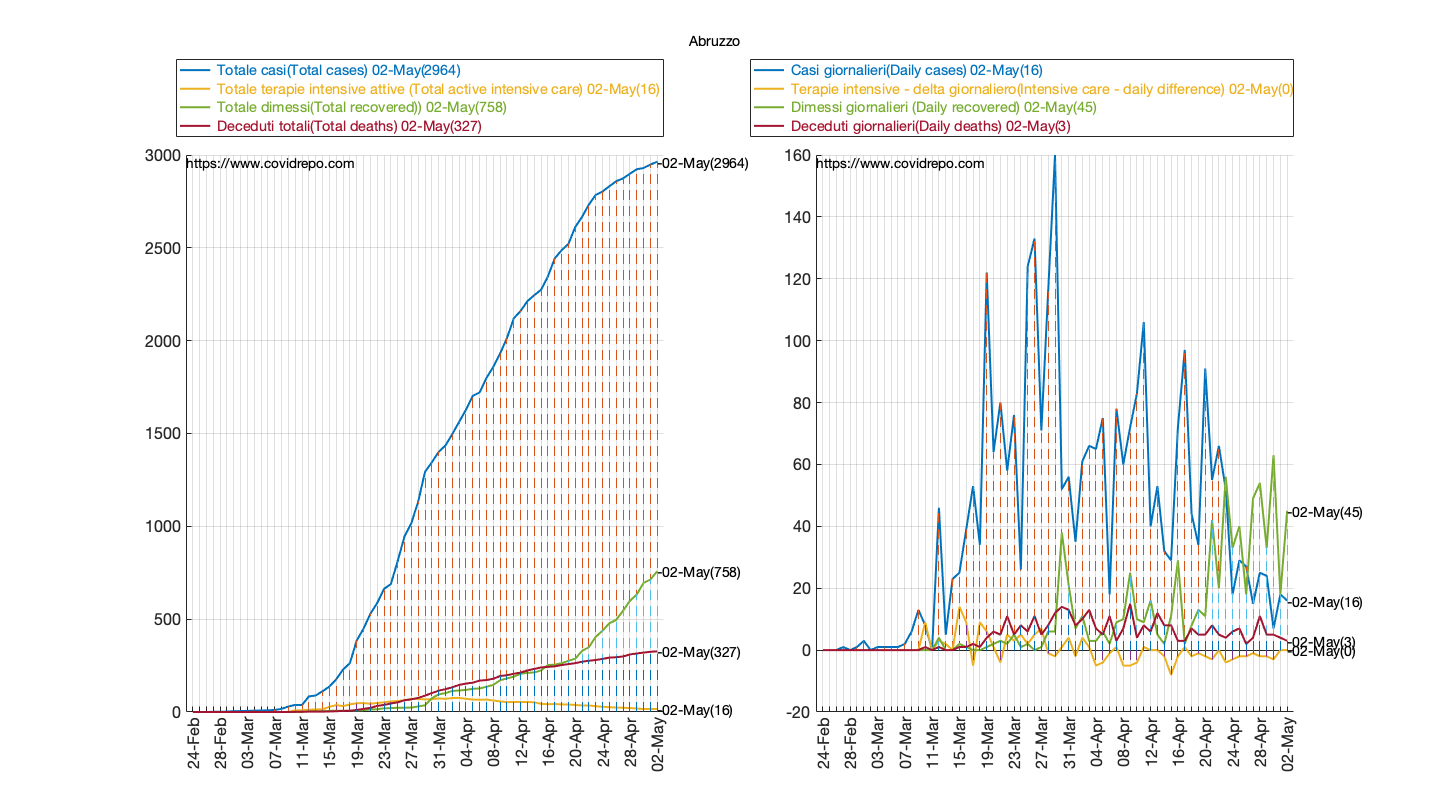 Abruzzo
Totale casi(Total cases) 02-May(2964)
Totale terapie intensive attive (Total active intensive care) 02-May(16)
Totale dimessi(Total recovered)) 02-May(758)
Deceduti totali(Total deaths) 02-May(327)
https://www.covidrepo.com
3000
2500
2000
1500
1000
500
0
02-May(2964)
02-May(758)
02-May(327)
02-May(16)
24-Feb
28-Feb
03-Mar
07-Mar
11-Mar
15-Mar
19-Mar
23-Mar
27-Mar
31-Mar
04-Apr
08-Apr
12-Apr
16-Apr
20-Apr
24-Apr
28-Apr
02-May
Casi giornalieri(Daily cases) 02-May(16)
Terapie intensive - delta giornaliero(Intensive care - daily difference) 02-May(0)
Dimessi giornalieri (Daily recovered) 02-May(45)
Deceduti giornalieri(Daily deaths) 02-May(3)
https://www.covidrepo.com
160
140
120
100
80
60
40
20
0
-20
02-May(45)
02-May(16)
02-May(3)
02-May(0)
24-Feb
28-Feb
03-Mar
07-Mar
11-Mar
15-Mar
19-Mar
23-Mar
27-Mar
31-Mar
04-Apr
08-Apr
12-Apr
16-Apr
20-Apr
24-Apr
28-Apr
02-May